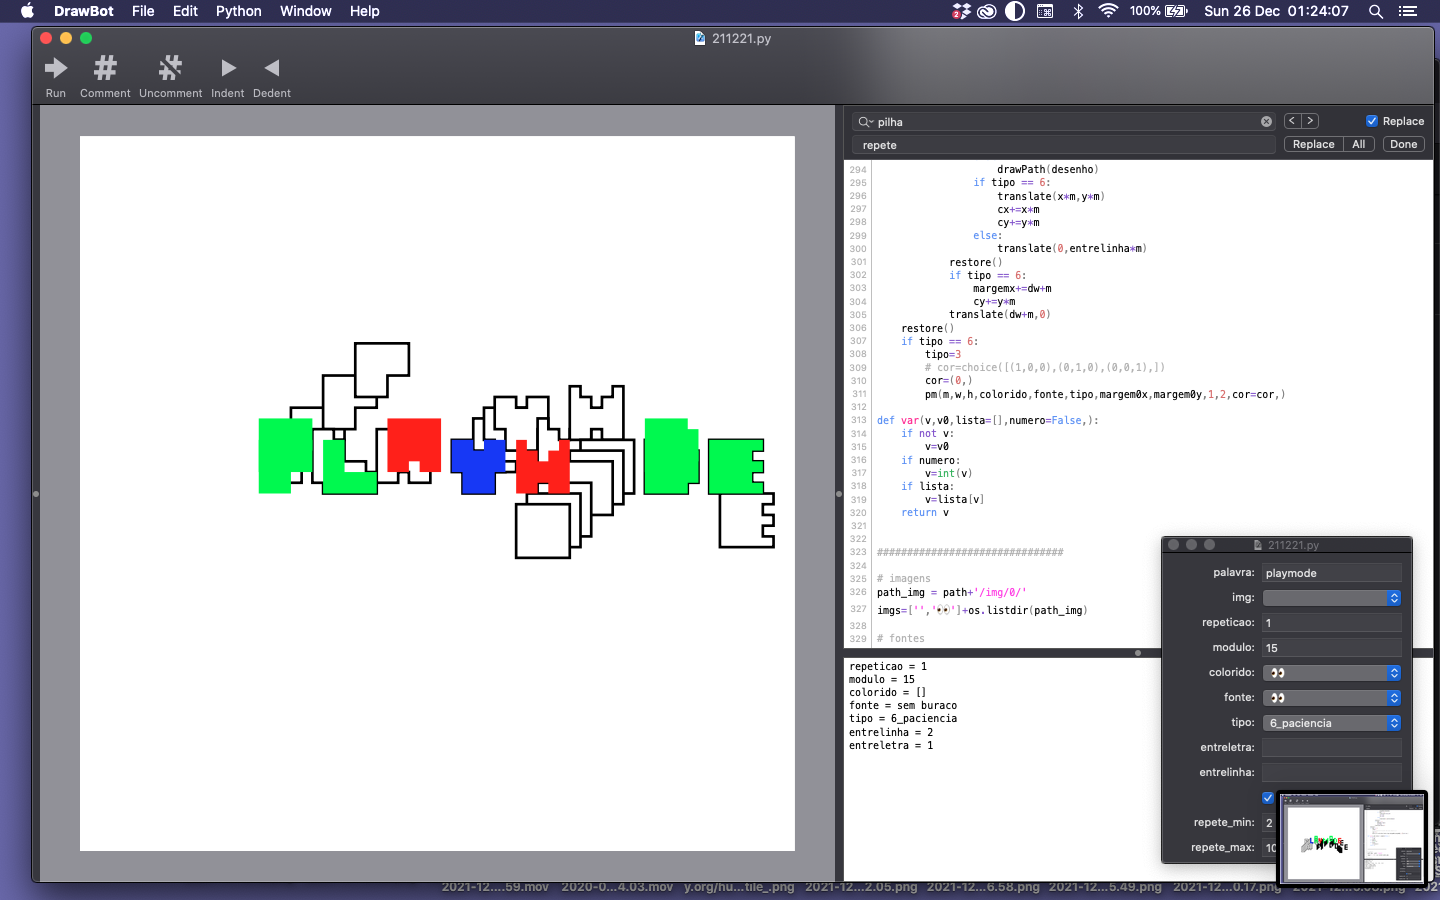 DrawBot File Edit Python Window Help 2 100% Sun 26 Dec 01:24:07
211221.py
Run Comment Uncomment Indent Dedent
pilha < > Replace
repete Replace All Done
294 drawPath(desenho)
295 if tipo == 6:
296 translate(x*m,y*m)
297 cx+=x*m
298 cy+=y*m
299 else:
300 translate(0,entrelinha*m)
301 restore()
302 if tipo == 6:
303 margemx+=dw+m
304 cy+=y*m
305 translate(dw+m,0)
306 restore()
307 if tipo == 6:
308 tipo=3
309 # cor=choice([(1,0,0),(0,1,0),(0,0,1),])
310 cor=(0,)
311 pm(m,w,h,colorido,fonte,tipo,margem0x,margem0y,1,2,cor=cor,)
312
313 def var(v,v0,lista=[],numero=False,):
314 if not v:
315 v=v0
316 if numero:
317 v=int(v)
318 if lista:
319 v=lista[v]
320 return v
321
322
323 ###############################
324
325 # imagens
326 path_img = path+'/img/0/'
327 imgs=['','👀']+os.listdir(path_img)
328
329 # fontes
repeticao = 1
modulo = 15
colorido = []
fonte = sem buraco
tipo = 6_paciencia
entrelinha = 2
entreletra = 1
211221.py
palavra: playmode
img:
repeticao: 1
modulo: 15
colorido: 👀
fonte: 👀
tipo: 6_paciencia
entreletra:
entrelinha:
repete_min: 2
repete_max: 10
PLAYMODE
2021-12....59.mov 2020-0...4.03.mov y.org/hu...tile_.png 2021-12...2.05.png 2021-12...6.58.png 2021-12...5.49.png 2021-12...0.17.png